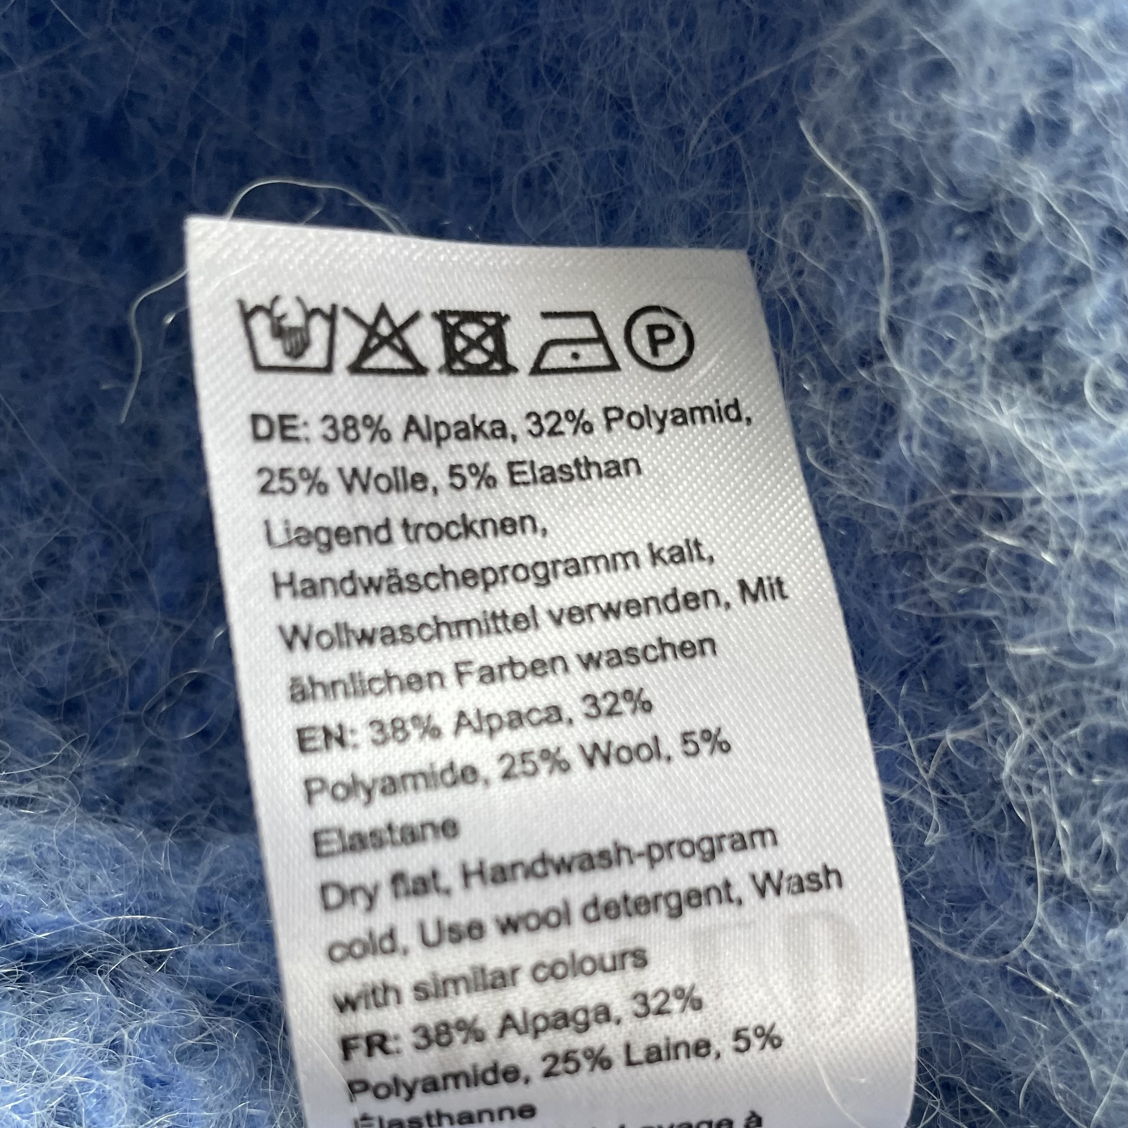 P
DE: 38% Alpaka, 32% Polyamid,
25% Wolle, 5% Elasthan
Liegend trocknen,
Handwäscheprogramm kalt,
Wollwaschmittel verwenden, Mit
ähnlichen Farben waschen
EN: 38% Alpaca, 32%
Polyamide, 25% Wool, 5%
Elastane
Dry flat, Handwash-program
cold, Use wool detergent, Wash
with similar colours
FR: 38% Alpaga, 32%
Polyamide, 25% Laine, 5%
Élasthanne
Lavage à